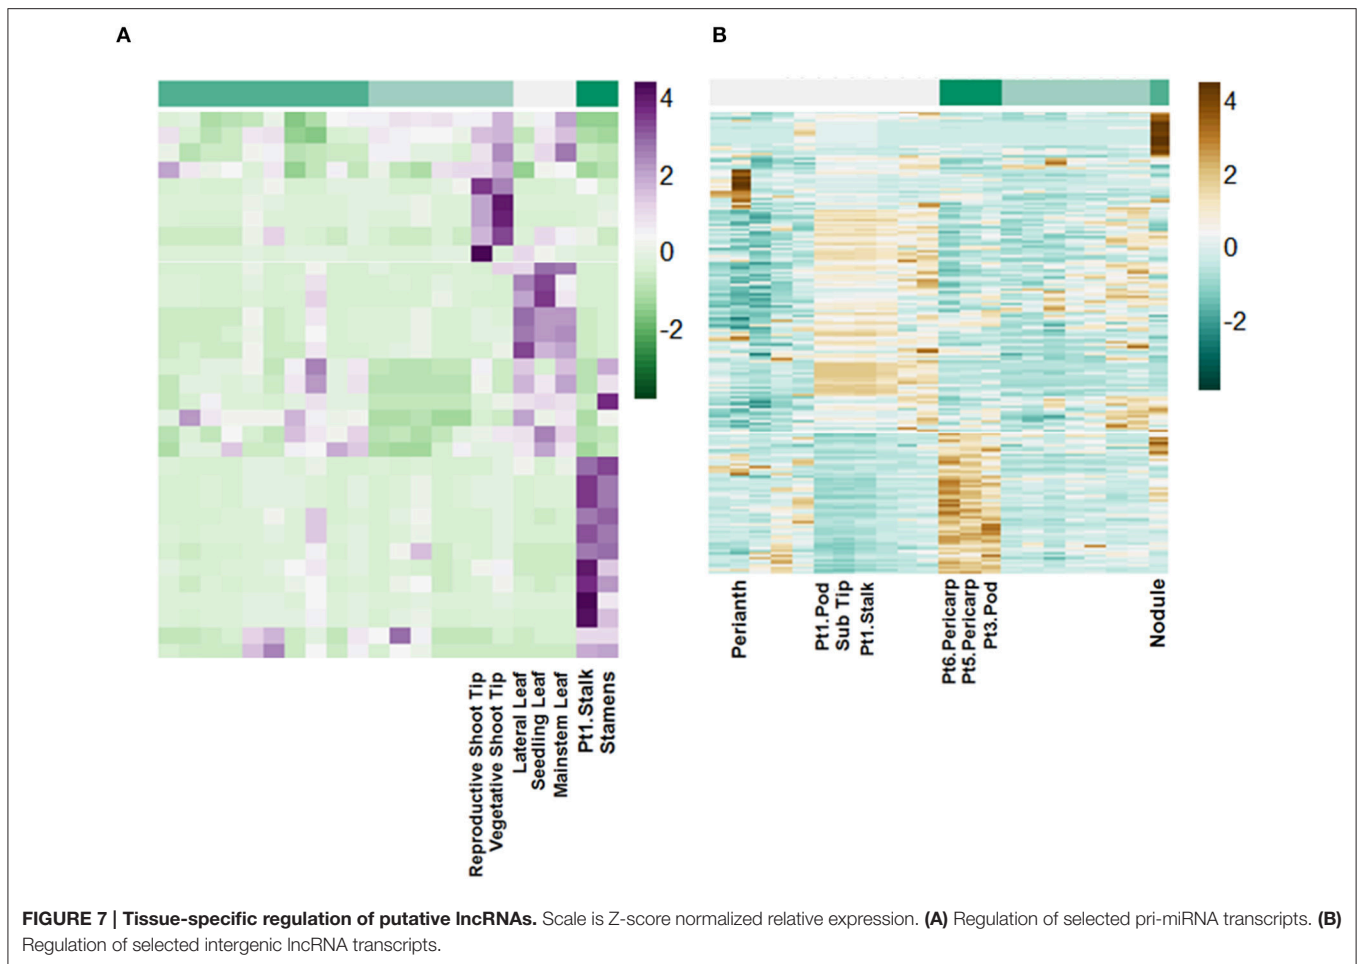 A
B
4
2
0
-2
4
2
0
-2
Reproductive Shoot Tip
Vegetative Shoot Tip
Lateral Leaf
Seedling Leaf
Mainstem Leaf
Pt1.Stalk
Stamens
Perianth
Pt1.Pod
Sub Tip
Pt1.Stalk
Pt6.Pericarp
Pt5.Pericarp
Pt3.Pod
Nodule
FIGURE 7 | Tissue-specific regulation of putative lncRNAs. Scale is Z-score normalized relative expression. (A) Regulation of selected pri-miRNA transcripts. (B)
Regulation of selected intergenic lncRNA transcripts.